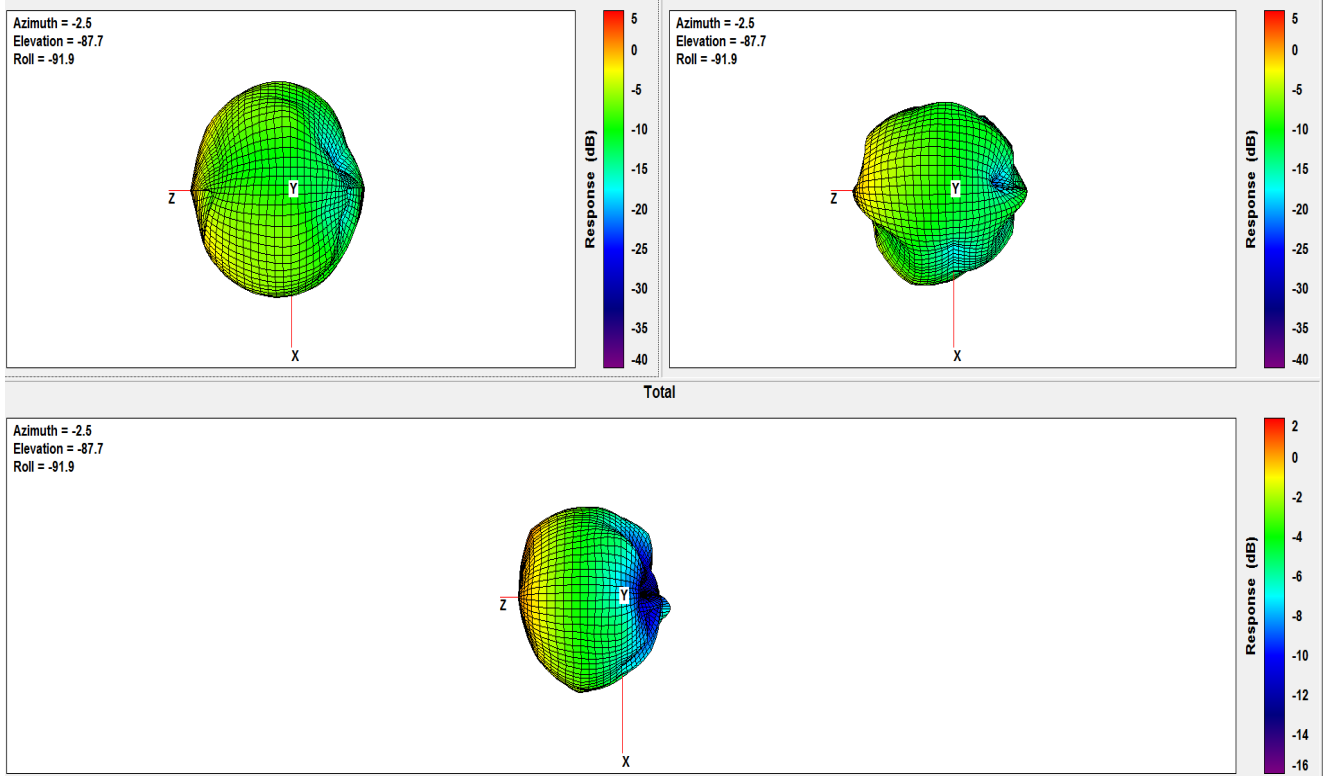 Azimuth = -2.5
Elevation = -87.7
Roll = -91.9
Z
Y
X
5
0
-5
-10
-15
-20
-25
-30
-35
-40
Response (dB)
Azimuth = -2.5
Elevation = -87.7
Roll = -91.9
Z
Y
X
5
0
-5
-10
-15
-20
-25
-30
-35
-40
Response (dB)
Total
Azimuth = -2.5
Elevation = -87.7
Roll = -91.9
Z
Y
X
2
0
-2
-4
-6
-8
-10
-12
-14
-16
Response (dB)